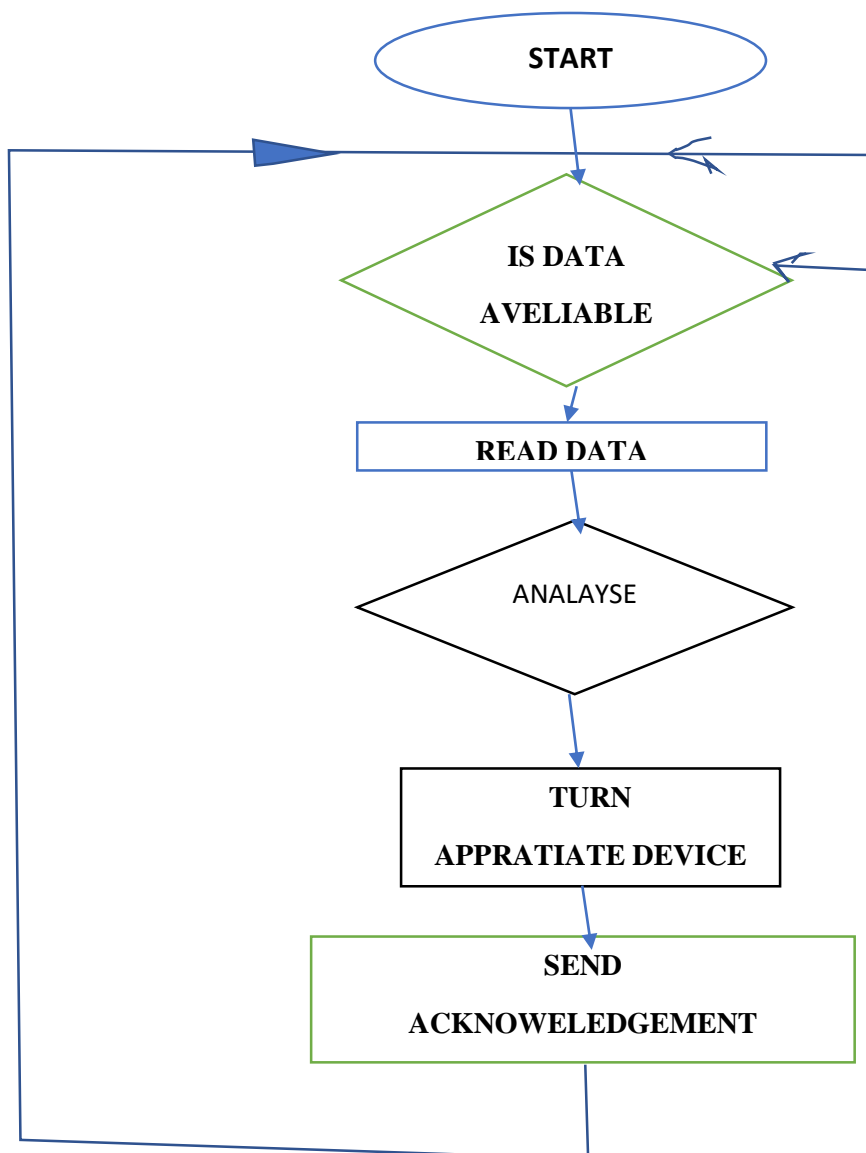 START
IS DATA
AVELIABLE
READ DATA
ANALAYSE
TURN
APPRATIATE DEVICE
SEND
ACKNOWELEDGEMENT